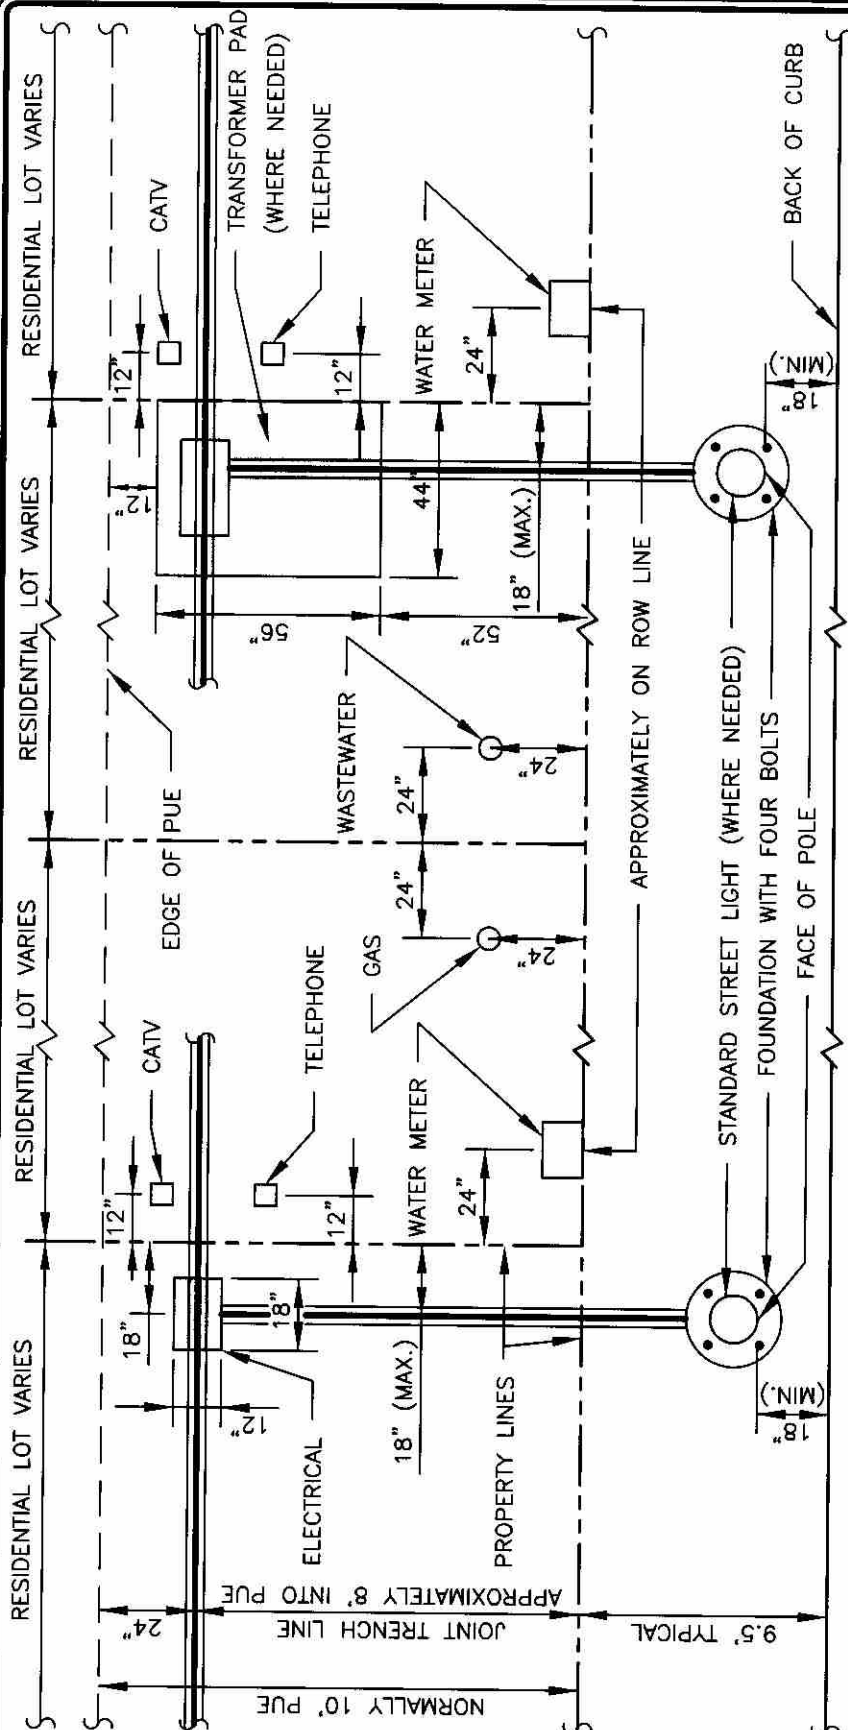 RESIDENTIAL LOT VARIES
RESIDENTIAL LOT VARIES
RESIDENTIAL LOT VARIES
RESIDENTIAL LOT VARIES
24"
JOINT TRENCH LINE
APPROXIMATELY 8' INTO PUE
NORMALLY 10' PUE
9.5' TYPICAL
18"
12"
ELECTRICAL
18"
18" (MAX.)
PROPERTY LINES
18"
(MIN.)
12"
CATV
TELEPHONE
12"
WATER METER
24"
EDGE OF PUE
GAS
24"
24"
WASTEWATER
24"
24"
APPROXIMATELY ON ROW LINE
STANDARD STREET LIGHT (WHERE NEEDED)
FOUNDATION WITH FOUR BOLTS
FACE OF POLE
12"
56"
52"
44"
18" (MAX.)
12"
CATV
TRANSFORMER PAD
(WHERE NEEDED)
TELEPHONE
12"
WATER METER
24"
18"
(MIN.)
BACK OF CURB